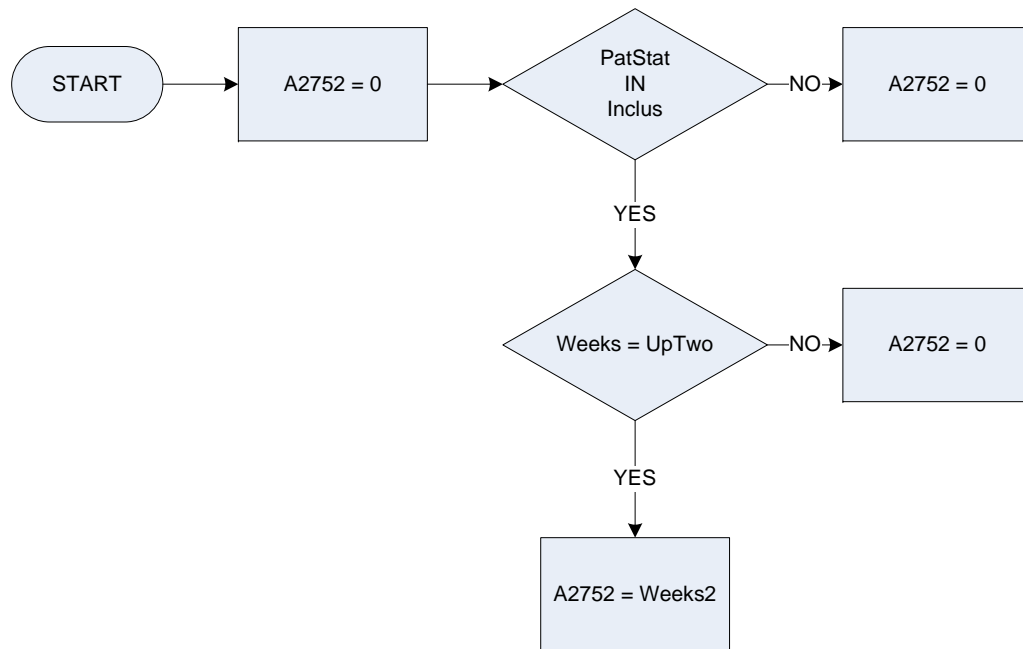 START
A2752 = 0
PatStat
IN
Inclus
NO
A2752 = 0
YES
Weeks = UpTwo
NO
A2752 = 0
YES
A2752 = Weeks2